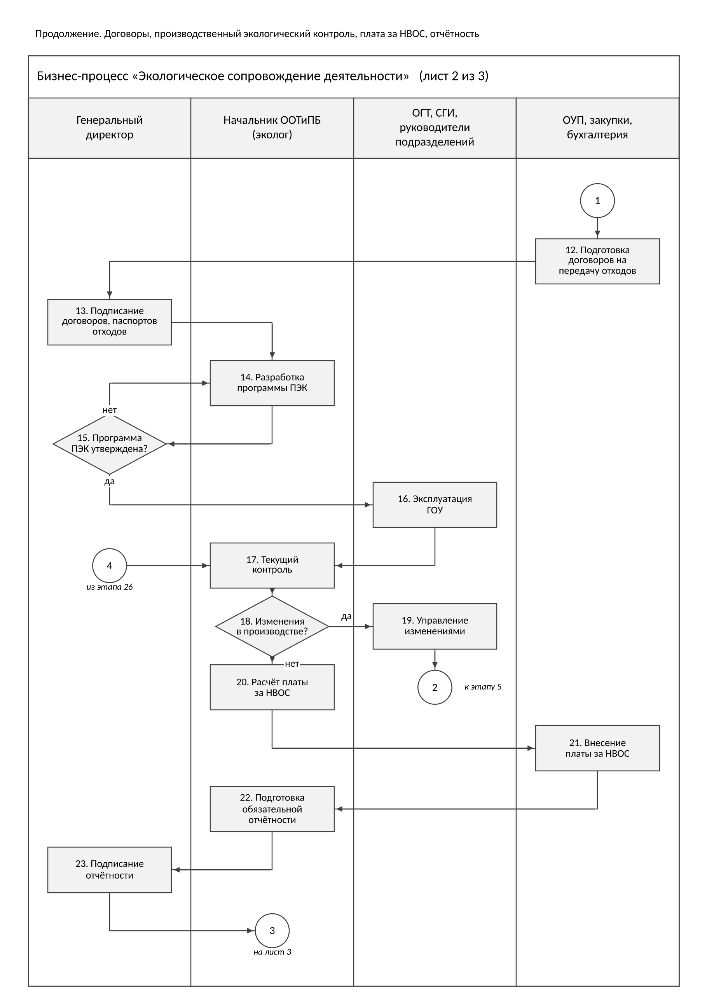 Продолжение. Договоры, производственный экологический контроль, плата за НВОС, отчётность
Бизнес-процесс «Экологическое сопровождение деятельности» (лист 2 из 3)
Генеральный
директор
Начальник ООТиПБ
(эколог)
ОГТ, СГИ,
руководители
подразделений
ОУП, закупки,
бухгалтерия
1
12. Подготовка
договоров на
передачу отходов
13. Подписание
договоров, паспортов
отходов
14. Разработка
программы ПЭК
нет
15. Программа
ПЭК утверждена?
да
16. Эксплуатация
ГОУ
4
из этапа 26
17. Текущий
контроль
18. Изменения
в производстве?
да
19. Управление
изменениями
нет
20. Расчёт платы
за НВОС
2
к этапу 5
21. Внесение
платы за НВОС
22. Подготовка
обязательной
отчётности
23. Подписание
отчётности
3
на лист 3